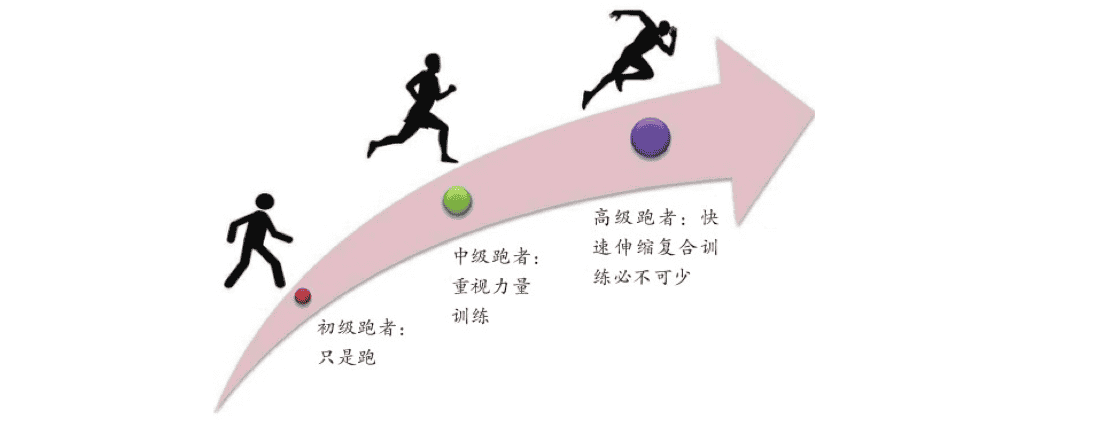 高级跑者：快
速伸缩复合训
练必不可少
中级跑者：
重视力量
训练
初级跑者：
只是跑